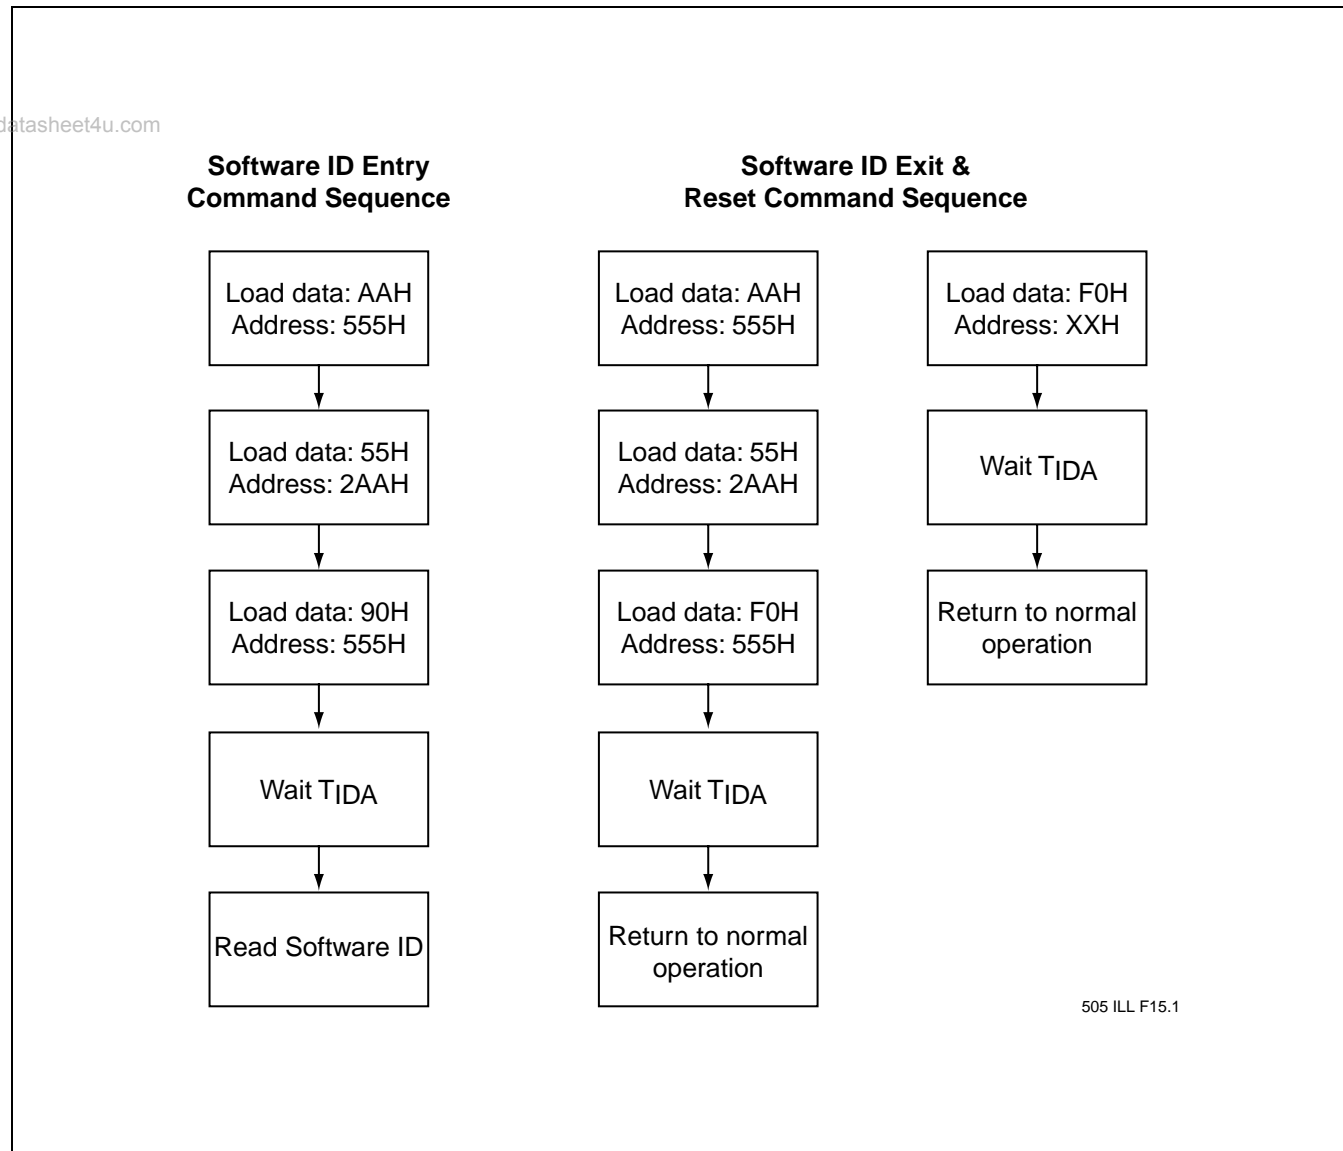 datasheet4u.com
Software ID Entry
Command Sequence
Load data: AAH
Address: 555H
Load data: 55H
Address: 2AAH
Load data: 90H
Address: 555H
Wait TIDA
Read Software ID
Software ID Exit &
Reset Command Sequence
Load data: AAH
Address: 555H
Load data: 55H
Address: 2AAH
Load data: F0H
Address: 555H
Wait TIDA
Return to normal
operation
Load data: F0H
Address: XXH
Wait TIDA
Return to normal
operation
505 ILL F15.1